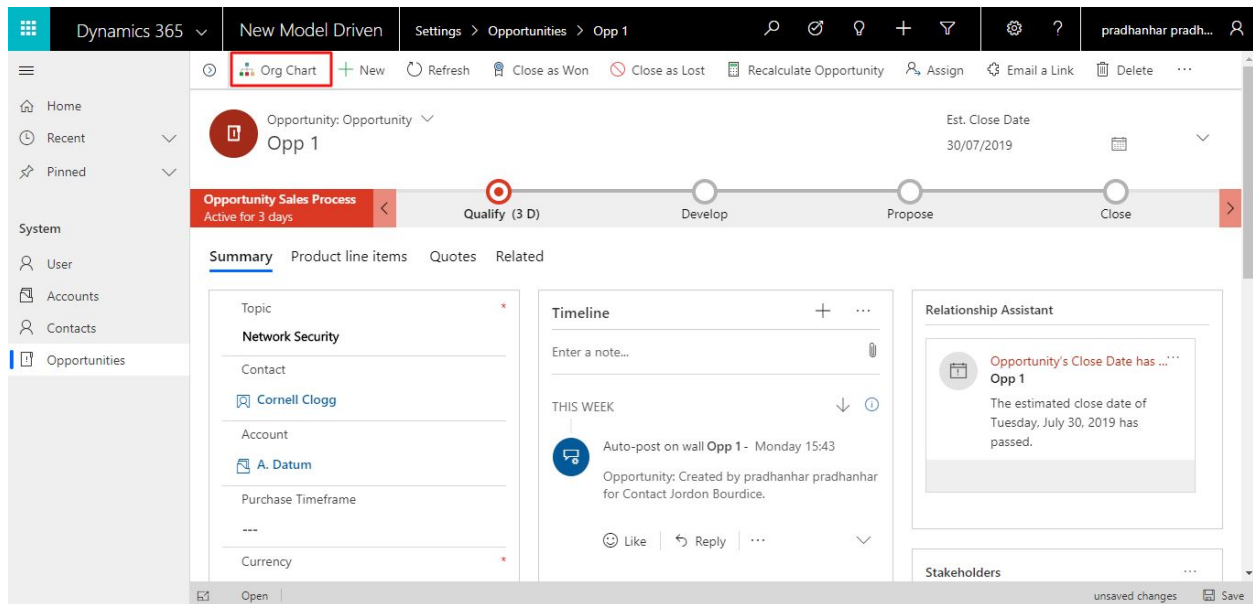 Dynamics 365 New Model Driven Settings > Opportunities > Opp 1 ? pradhanhar pradh...
Org Chart New Refresh Close as Won Close as Lost Recalculate Opportunity Assign Email a Link Delete ...
Home
Recent
Pinned
System
User
Accounts
Contacts
Opportunities
Opportunity: Opportunity
Opp 1
Est. Close Date
30/07/2019
Opportunity Sales Process
Active for 3 days
Qualify (3 D)
Develop
Propose
Close
Summary Product line items Quotes Related
Topic *
Network Security
Contact
Cornell Clogg
Account
A. Datum
Purchase Timeframe
---
Currency *
Timeline ...
Enter a note...
THIS WEEK
Auto-post on wall Opp 1 - Monday 15:43
Opportunity: Created by pradhanhar pradhanhar
for Contact Jordon Bourdice.
Like Reply ...
Relationship Assistant
Opportunity's Close Date has ... ...
Opp 1
The estimated close date of
Tuesday, July 30, 2019 has
passed.
Stakeholders ...
Open unsaved changes Save